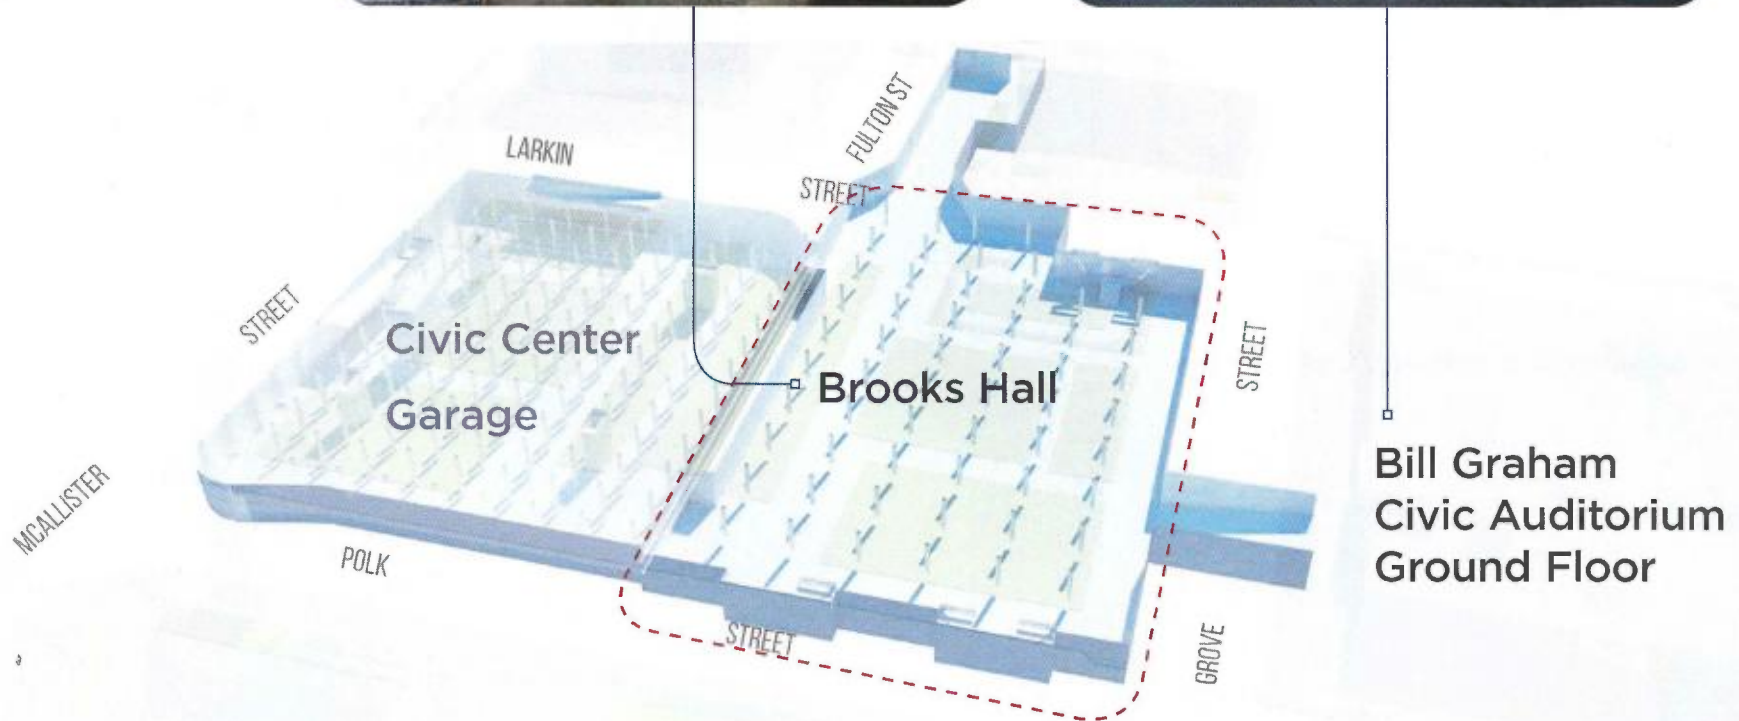 FULTON ST
LARKIN
STREET
STREET
Civic Center
Garage
Brooks Hall
STREET
Bill Graham
Civic Auditorium
Ground Floor
MCALLISTER
POLK
STREET
GROVE